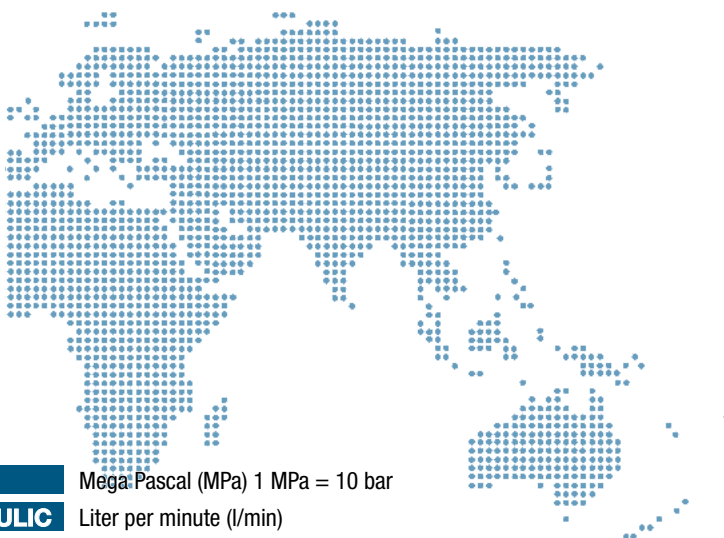 Mega Pascal (MPa) 1 MPa = 10 bar
ULIC Liter per minute (l/min)